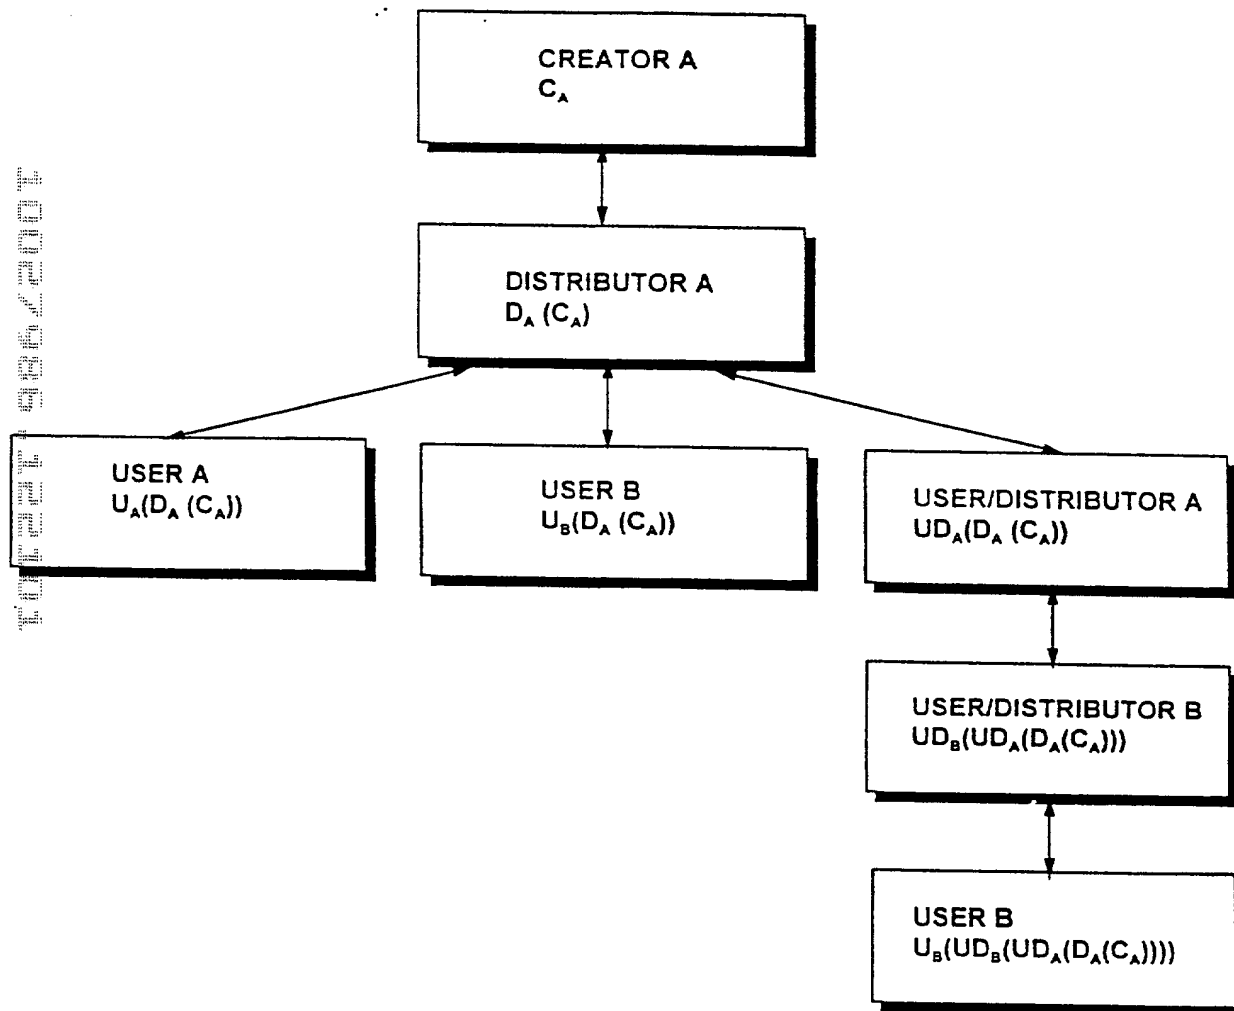 CREATOR A
C_A
DISTRIBUTOR A
D_A (C_A)
USER A
U_A(D_A (C_A))
USER B
U_B(D_A (C_A))
USER/DISTRIBUTOR A
UD_A(D_A (C_A))
USER/DISTRIBUTOR B
UD_B(UD_A(D_A(C_A)))
USER B
U_B(UD_B(UD_A(D_A(C_A))))